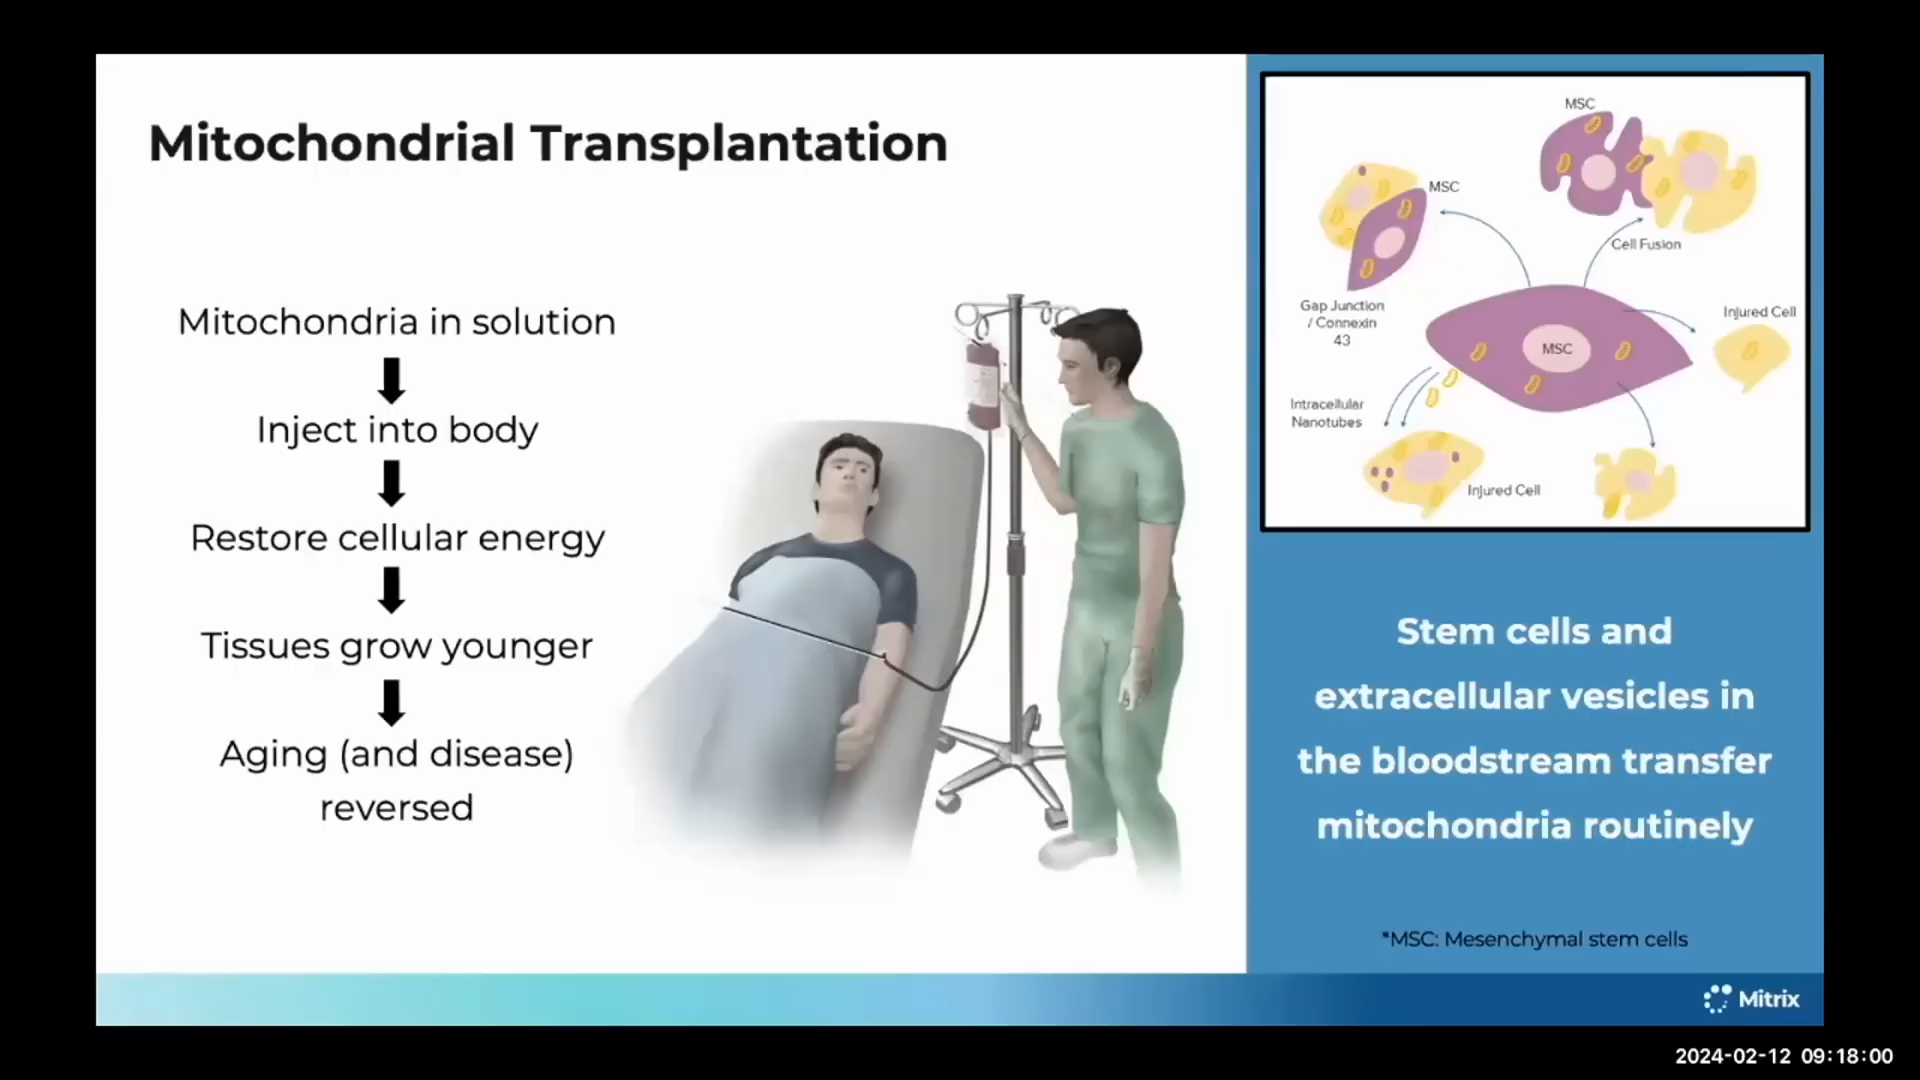 Mitochondrial Transplantation
Mitochondria in solution
Inject into body
Restore cellular energy
Tissues grow younger
Aging (and disease)
reversed
MSC
MSC
Cell Fusion
Gap Junction
/ Connexin
43
Injured Cell
MSC
Intracellular
Nanotubes
Injured Cell
Stem cells and
extracellular vesicles in
the bloodstream transfer
mitochondria routinely
*MSC: Mesenchymal stem cells
Mitrix
2024-02-12 09:18:00